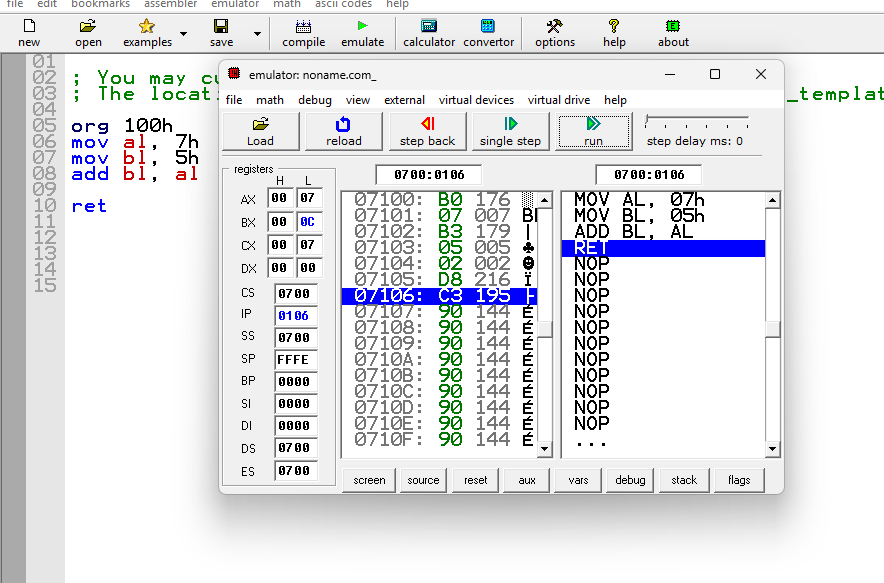 file edit bookmarks assembler emulator math ascii codes help
new open examples save compile emulate calculator convertor options help about
01
02 ; You may cu
03 ; The locati _templat
04
05 org 100h
06 mov al, 7h
07 mov bl, 5h
08 add bl, al
09
10 ret
11
12
13
14
15
emulator: noname.com_
file math debug view external virtual devices virtual drive help
Load reload step back single step run step delay ms: 0
registers
H L
AX 00 07
BX 00 0C
CX 00 07
DX 00 00
CS 0700
IP 0106
SS 0700
SP FFFE
BP 0000
SI 0000
DI 0000
DS 0700
ES 0700
0700:0106
07100: B0 176 ░
07101: 07 007
07102: B3 179 |
07103: 05 005 ♣
07104: 02 002 ☻
07105: D8 216 Ï
07106: C3 195 ├
07107: 90 144 É
07108: 90 144 É
07109: 90 144 É
0710A: 90 144 É
0710B: 90 144 É
0710C: 90 144 É
0710D: 90 144 É
0710E: 90 144 É
0710F: 90 144 É
0700:0106
MOV AL, 07h
MOV BL, 05h
ADD BL, AL
RET
NOP
NOP
NOP
NOP
NOP
NOP
NOP
NOP
NOP
NOP
NOP
...
screen source reset aux vars debug stack flags